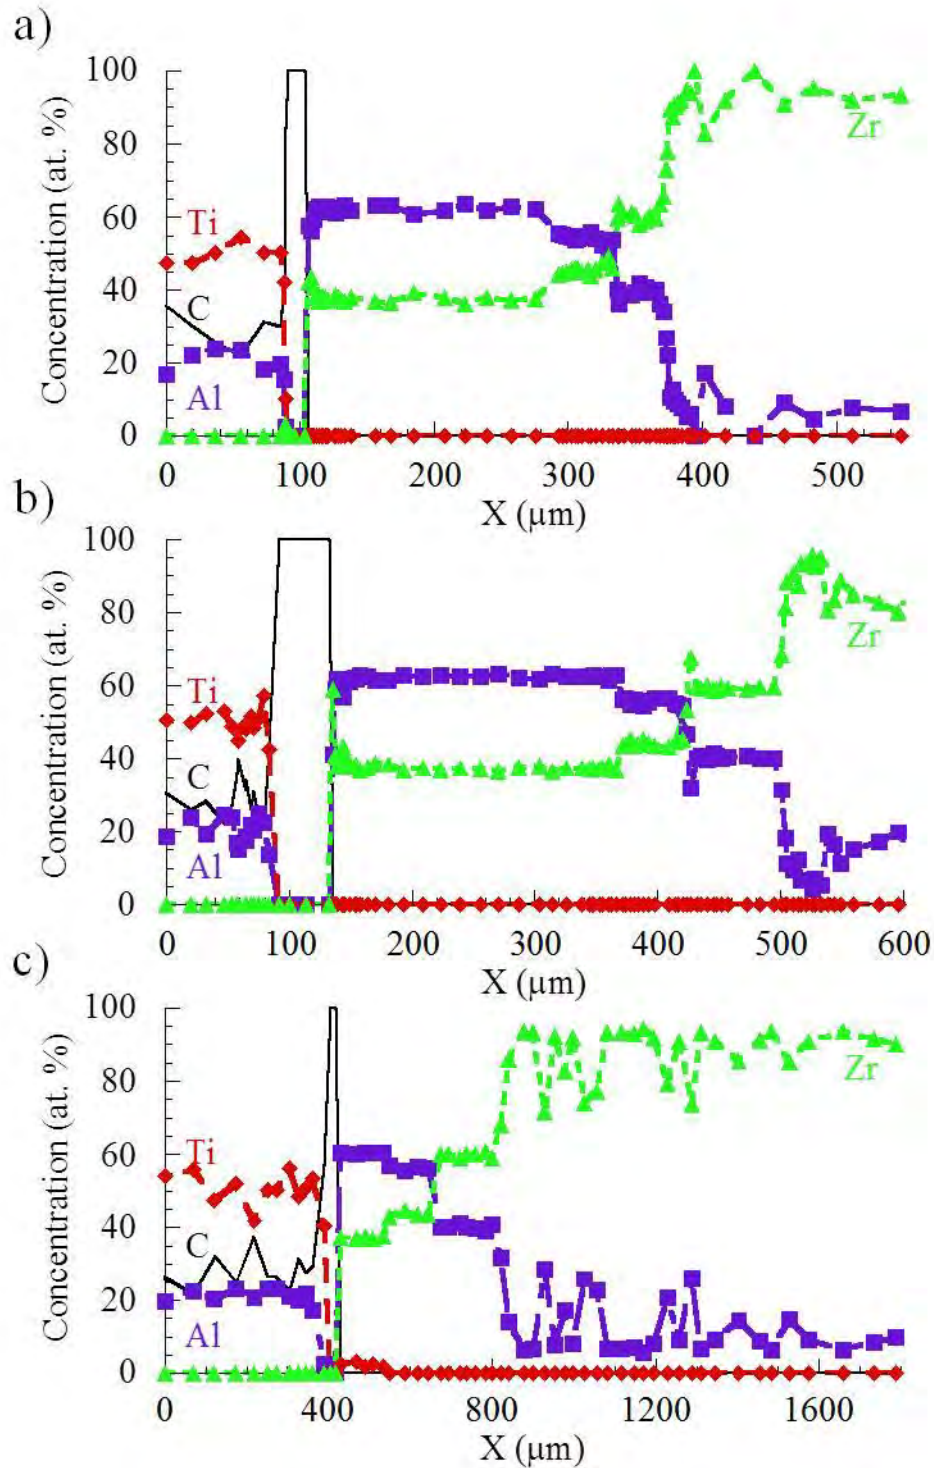 a)
Concentration (at. %)
100
80
60
40
20
0
Ti
C
Al
Zr
0 100 200 300 400 500
X (μm)
b)
Concentration (at. %)
100
80
60
40
20
0
Ti
C
Al
Zr
0 100 200 300 400 500 600
X (μm)
c)
Concentration (at. %)
100
80
60
40
20
0
Ti
C
Al
Zr
0 400 800 1200 1600
X (μm)